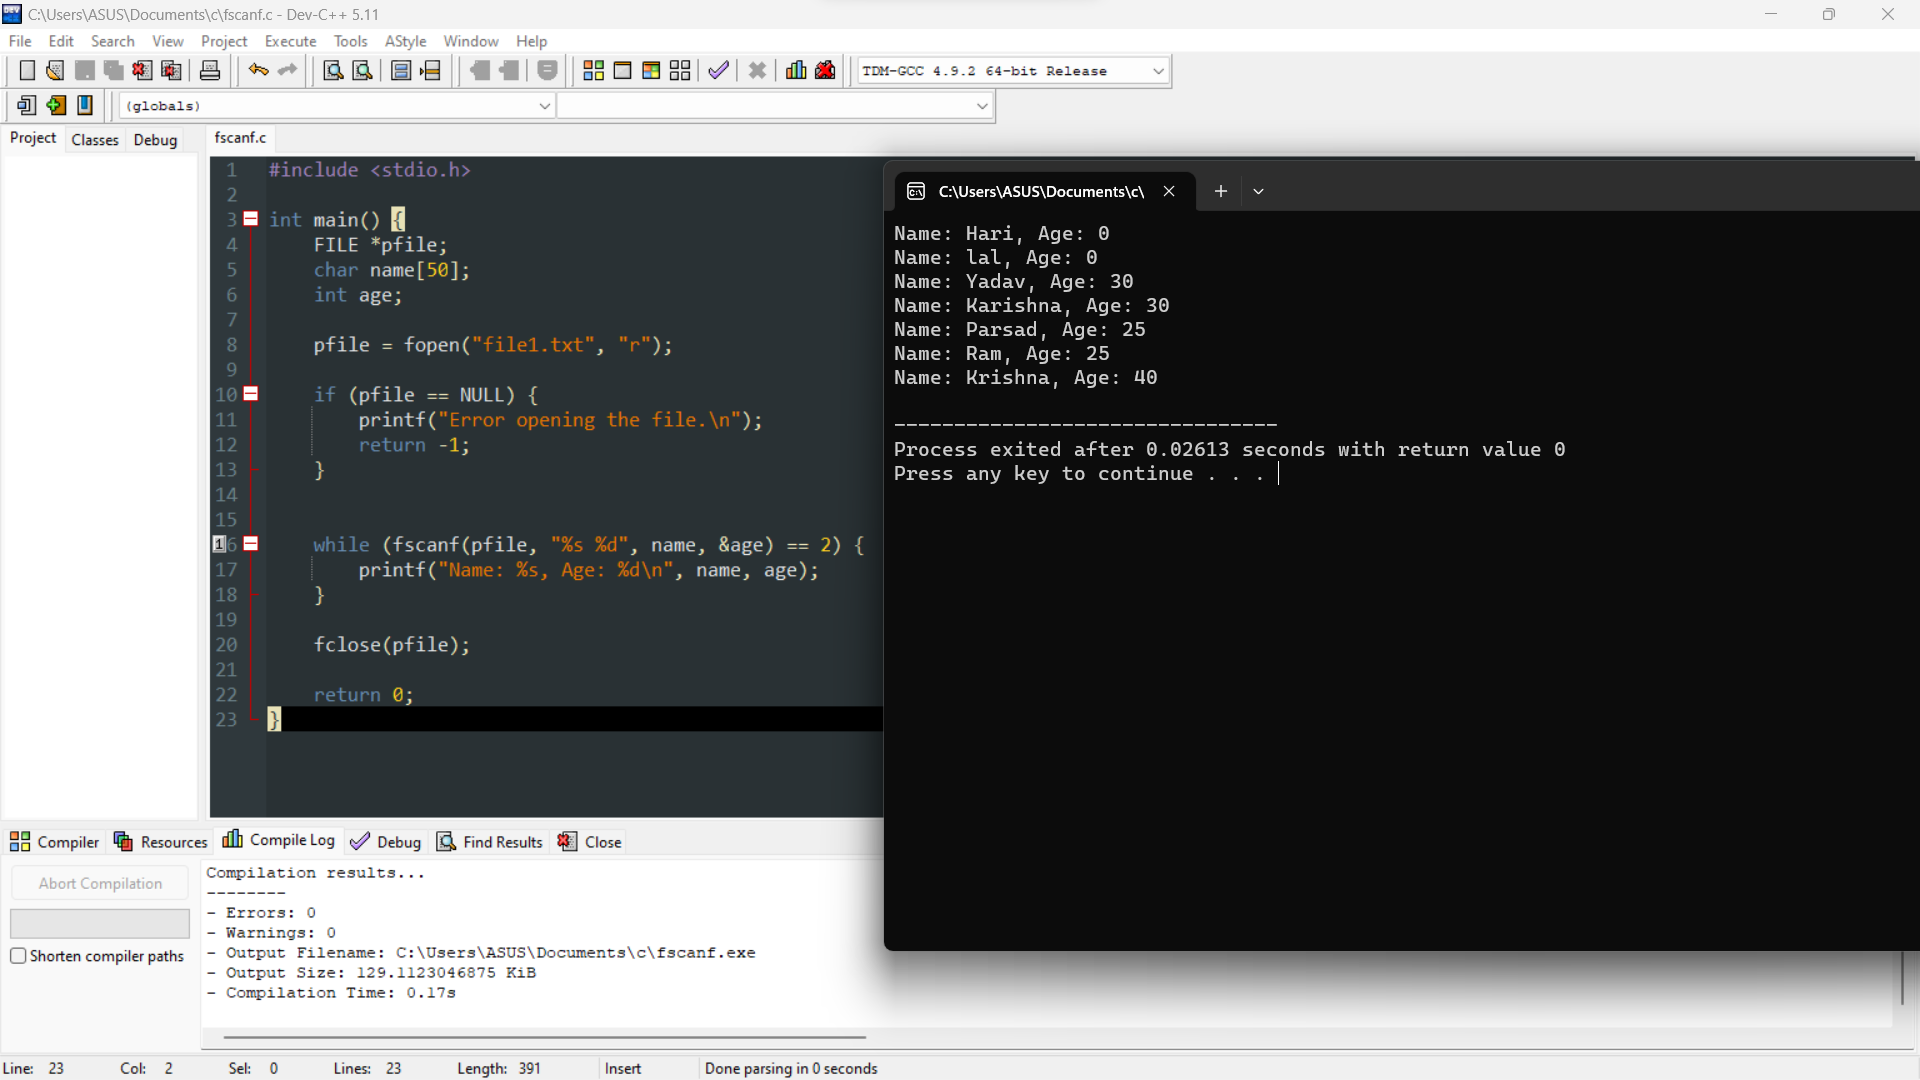 C:\Users\ASUS\Documents\c\fscanf.c - Dev-C++ 5.11
File Edit Search View Project Execute Tools AStyle Window Help
TDM-GCC 4.9.2 64-bit Release
(globals)
Project Classes Debug
fscanf.c
1 #include <stdio.h>
2
3 int main() {
4 FILE *pfile;
5 char name[50];
6 int age;
7
8 pfile = fopen("file1.txt", "r");
9
10 if (pfile == NULL) {
11 printf("Error opening the file.\n");
12 return -1;
13 }
14
15
16 while (fscanf(pfile, "%s %d", name, &age) == 2) {
17 printf("Name: %s, Age: %d\n", name, age);
18 }
19
20 fclose(pfile);
21
22 return 0;
23 }
C:\Users\ASUS\Documents\c\
Name: Hari, Age: 0
Name: lal, Age: 0
Name: Yadav, Age: 30
Name: Karishna, Age: 30
Name: Parsad, Age: 25
Name: Ram, Age: 25
Name: Krishna, Age: 40
--------------------------------
Process exited after 0.02613 seconds with return value 0
Press any key to continue . . .
Compiler Resources Compile Log Debug Find Results Close
Abort Compilation
Shorten compiler paths
Compilation results...
--------
- Errors: 0
- Warnings: 0
- Output Filename: C:\Users\ASUS\Documents\c\fscanf.exe
- Output Size: 129.1123046875 KiB
- Compilation Time: 0.17s
Line: 23 Col: 2 Sel: 0 Lines: 23 Length: 391 Insert Done parsing in 0 seconds